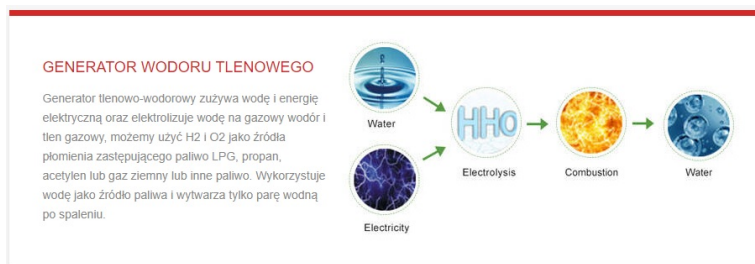 GENERATOR WODORU TLENOWEGO
Generator tlenowo-wodorowy zużywa wodę i energię
elektryczną oraz elektrolizuje wodę na gazowy wodór i
tlen gazowy, możemy użyć H2 i O2 jako źródła
płomienia zastępującego paliwo LPG, propan,
acetylen lub gaz ziemny lub inne paliwo. Wykorzystuje
wodę jako źródło paliwa i wytwarza tylko parę wodną
po spaleniu.
Water
Electricity
HHO
Electrolysis
Combustion
Water